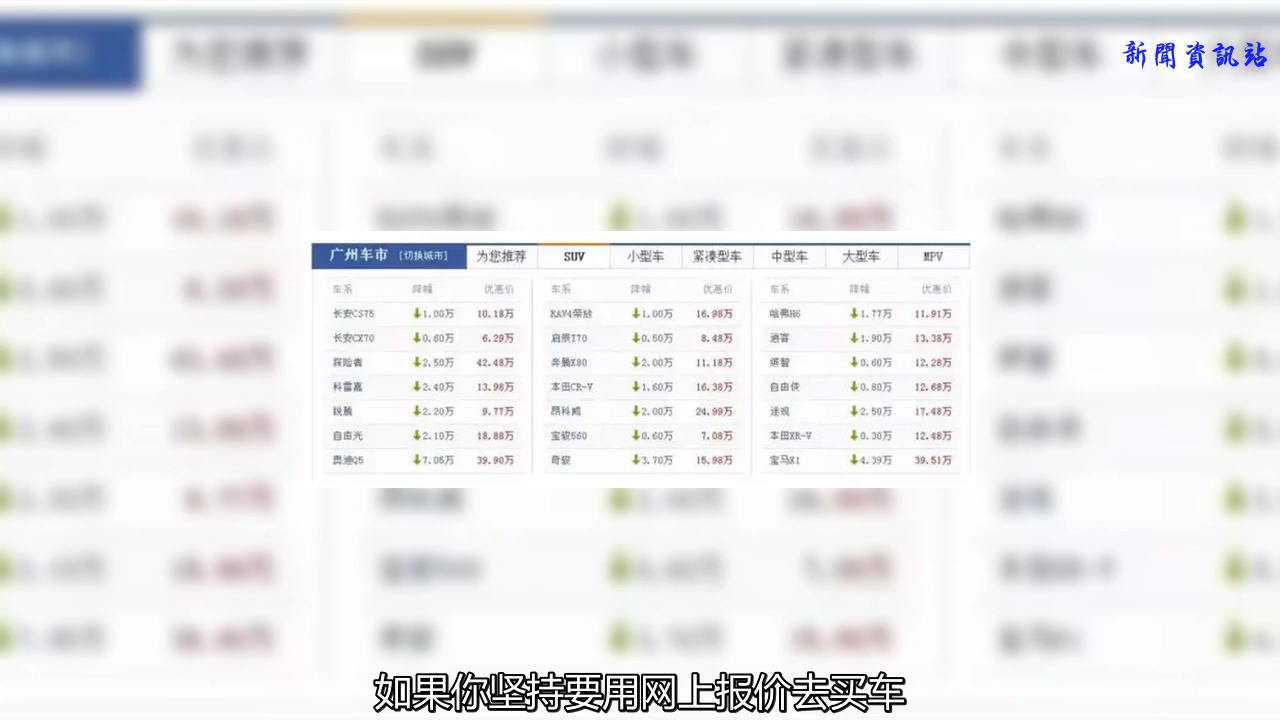 新聞資訊站
广州车市 [切换城市] 为您推荐 SUV 小型车 紧凑型车 中型车 大型车 MPV
车系 降幅 优惠价 车系 降幅 优惠价 车系 降幅 优惠价
长安CS75 1.00万 10.18万 RAV4荣放 1.00万 16.98万 哈弗H6 1.77万 11.91万
长安CX70 0.60万 6.29万 启辰T70 0.50万 8.48万 逍客 1.90万 13.38万
探险者 2.50万 42.48万 奔腾X80 2.00万 11.18万 缤智 0.60万 12.28万
科雷嘉 2.40万 13.98万 本田CR-V 1.60万 16.38万 自由侠 0.80万 12.68万
锐腾 2.20万 9.77万 昂科威 2.00万 24.99万 途观 2.50万 17.48万
自由光 2.10万 18.88万 宝骏560 0.60万 7.08万 本田XR-V 0.30万 12.48万
奥迪Q5 7.05万 39.90万 奇骏 3.70万 15.98万 宝马X1 4.39万 39.51万
如果你坚持要用网上报价去买车